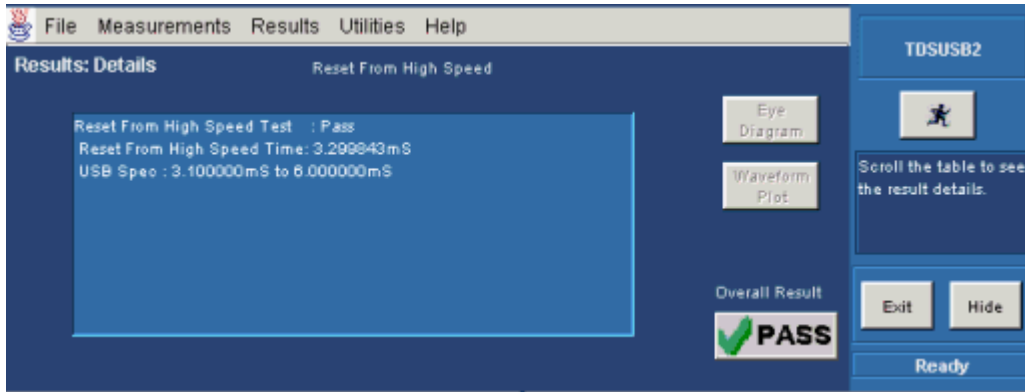 File Measurements Results Utilities Help
Results: Details
Reset From High Speed
Reset From High Speed Test : Pass
Reset From High Speed Time: 3.299843mS
USB Spec : 3.100000mS to 6.000000mS
Eye
Diagram
Waveform
Plot
Overall Result
PASS
TDSUSB2
Scroll the table to see
the result details.
Exit Hide
Ready